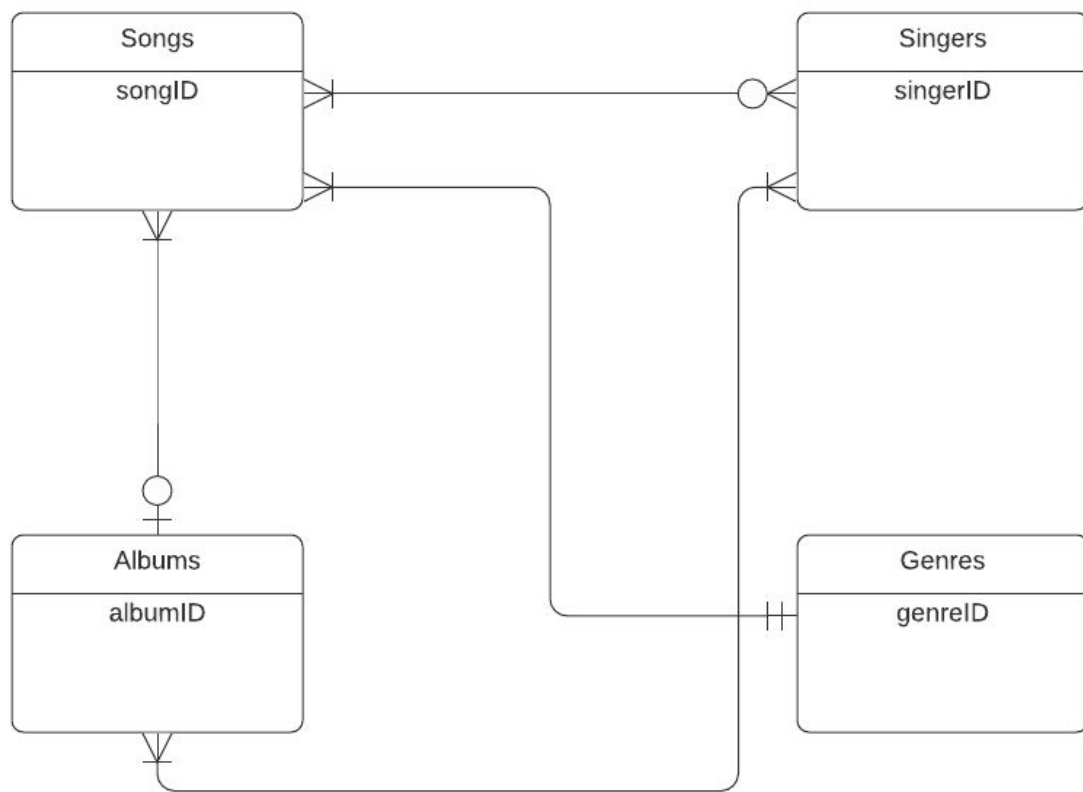 Songs
songID
Singers
singerID
Albums
albumID
Genres
genreID